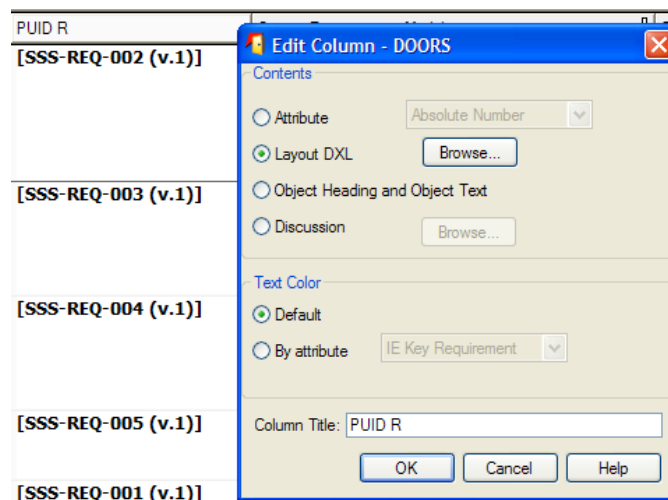 PUID R
[SSS-REQ-002 (v.1)]
[SSS-REQ-003 (v.1)]
[SSS-REQ-004 (v.1)]
[SSS-REQ-005 (v.1)]
[SSS-REQ-001 (v.1)]
Edit Column - DOORS
Contents
Attribute
Absolute Number
Layout DXL
Browse...
Object Heading and Object Text
Discussion
Browse...
Text Color
Default
By attribute
IE Key Requirement
Column Title: PUID R
OK Cancel Help